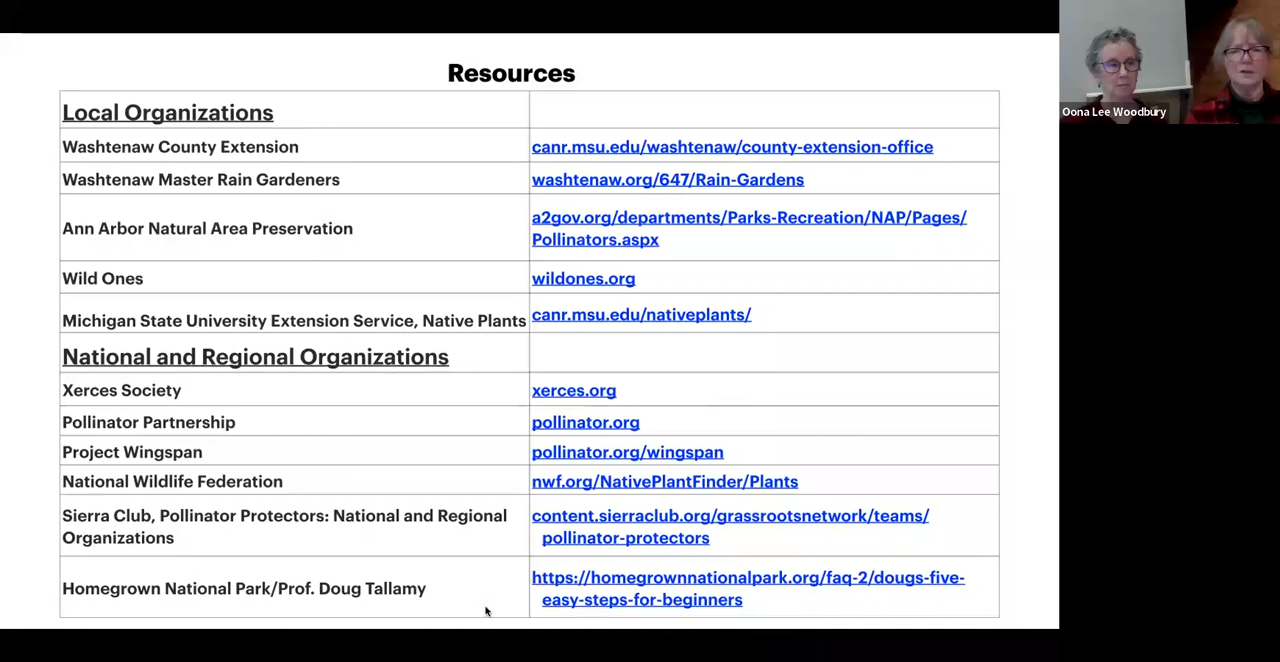 Resources
Local Organizations
Washtenaw County Extension
canr.msu.edu/washtenaw/county-extension-office
Washtenaw Master Rain Gardeners
washtenaw.org/647/Rain-Gardens
Ann Arbor Natural Area Preservation
a2gov.org/departments/Parks-Recreation/NAP/Pages/
Pollinators.aspx
Wild Ones
wildones.org
Michigan State University Extension Service, Native Plants
canr.msu.edu/nativeplants/
National and Regional Organizations
Xerces Society
xerces.org
Pollinator Partnership
pollinator.org
Project Wingspan
pollinator.org/wingspan
National Wildlife Federation
nwf.org/NativePlantFinder/Plants
Sierra Club, Pollinator Protectors: National and Regional
Organizations
content.sierraclub.org/grassrootsnetwork/teams/
pollinator-protectors
Homegrown National Park/Prof. Doug Tallamy
https://homegrownnationalpark.org/faq-2/dougs-five-
easy-steps-for-beginners
Oona Lee Woodbury